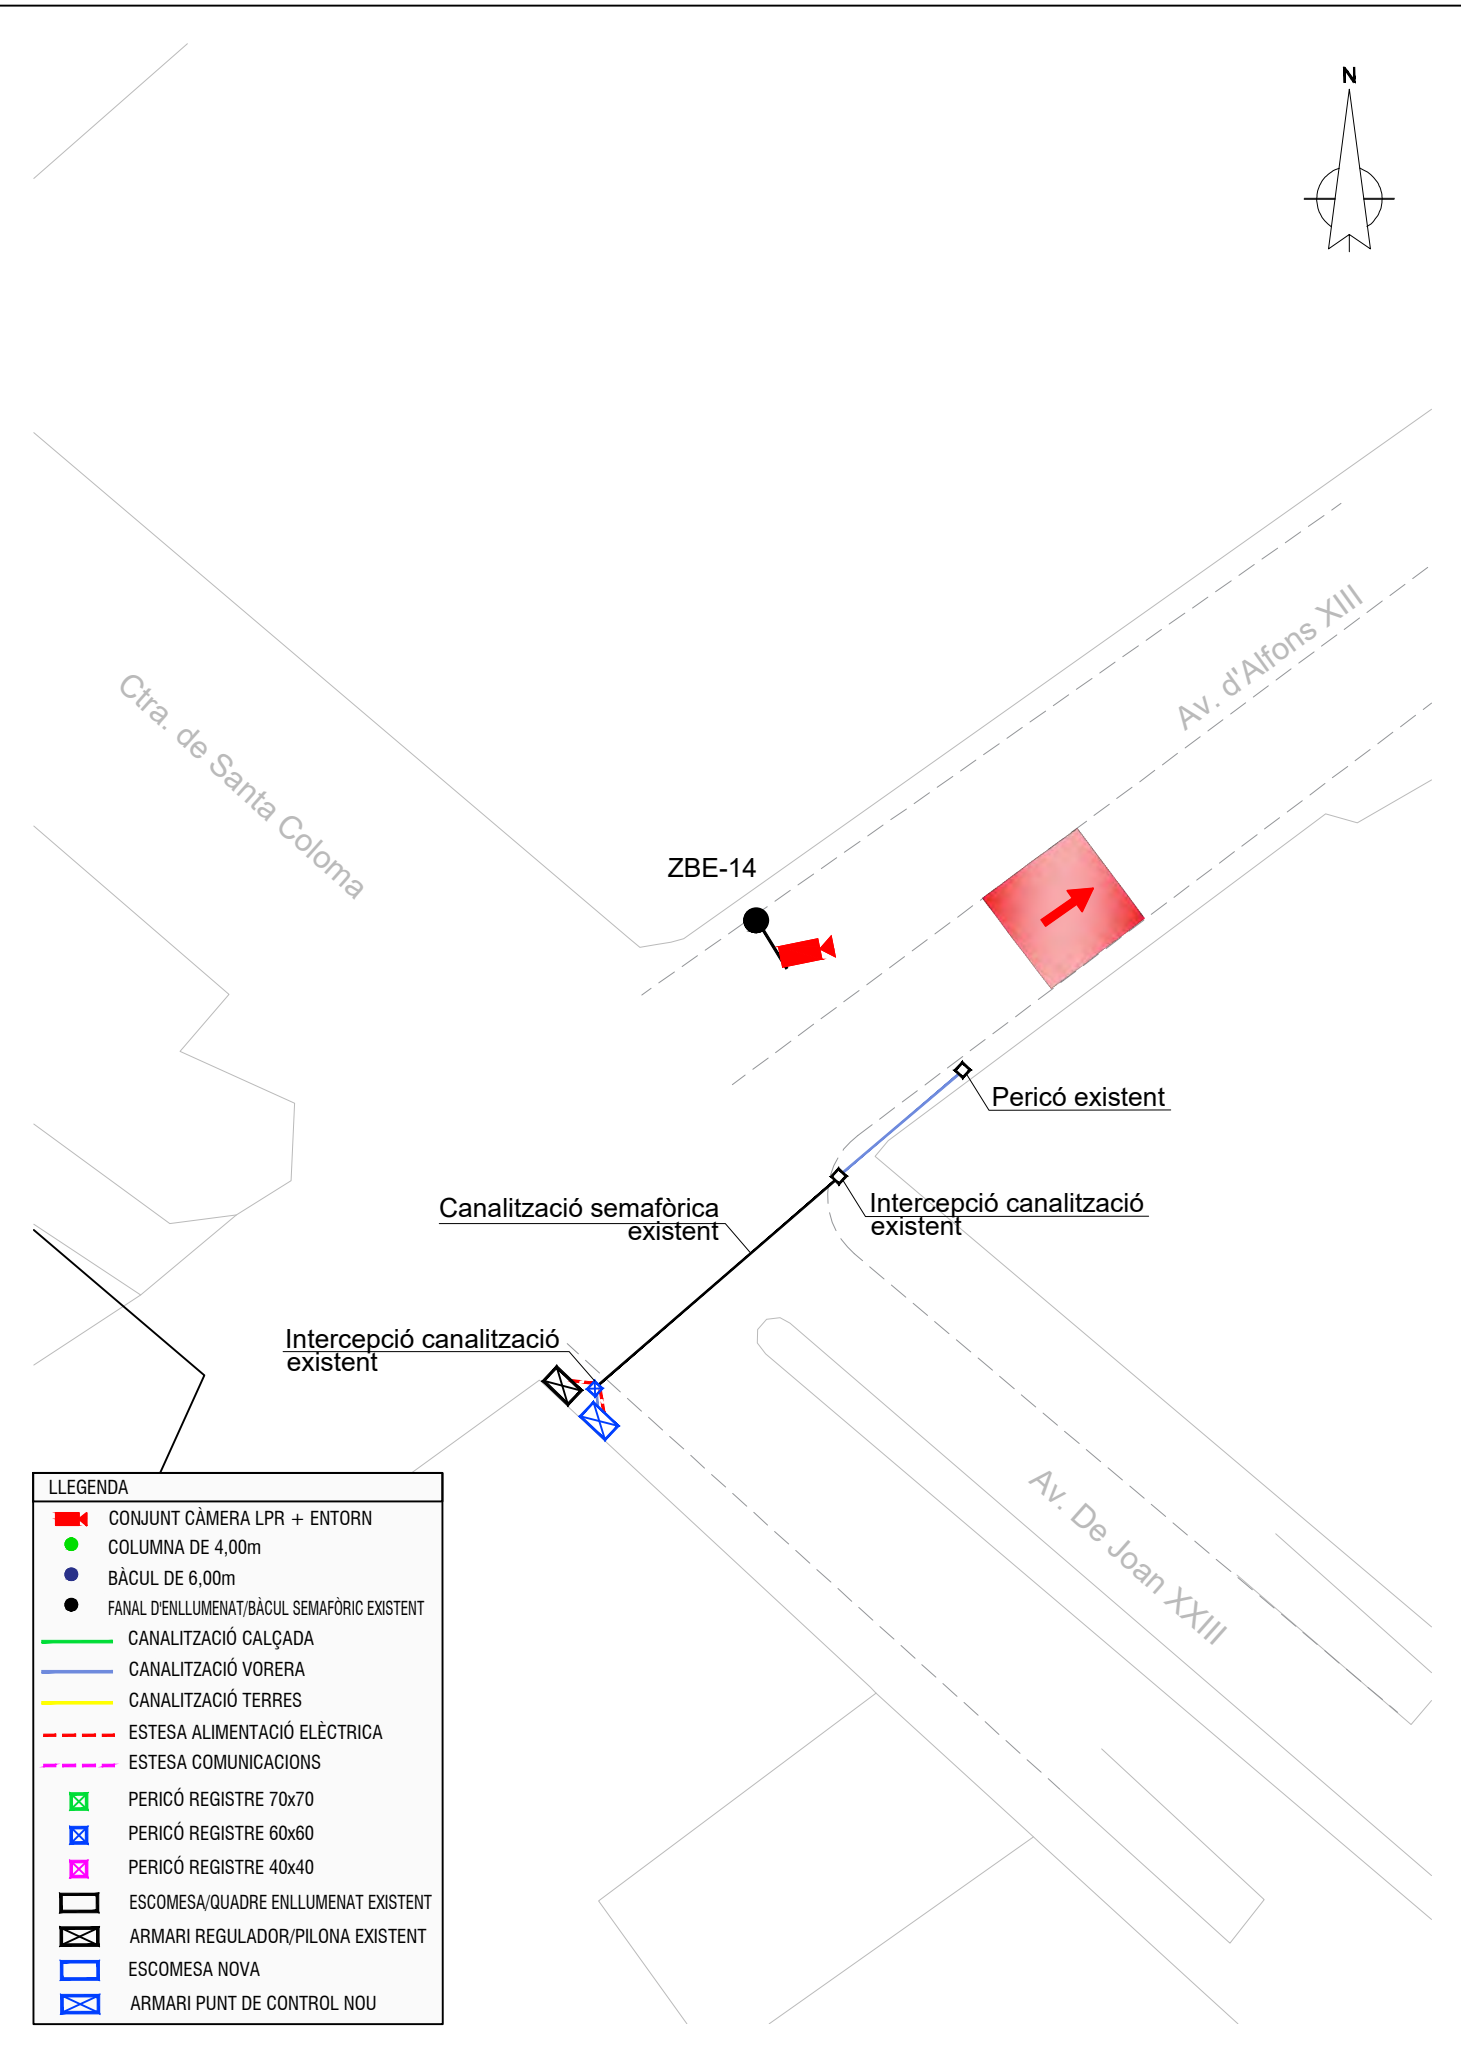 N
Av. d'Alfons XIII
Ctra. de Santa Coloma
ZBE-14
Pericó existent
Intercepció canalització
existent
Canalització semafòrica
existent
Intercepció canalització
existent
Av. De Joan XXIII
LLEGENDA
CONJUNT CÀMERA LPR + ENTORN
COLUMNA DE 4,00m
BÀCUL DE 6,00m
FANAL D'ENLLUMENAT/BÀCUL SEMAFÒRIC EXISTENT
CANALITZACIÓ CALÇADA
CANALITZACIÓ VORERA
CANALITZACIÓ TERRES
ESTESA ALIMENTACIÓ ELÈCTRICA
ESTESA COMUNICACIONS
PERICÓ REGISTRE 70x70
PERICÓ REGISTRE 60x60
PERICÓ REGISTRE 40x40
ESCOMESA/QUADRE ENLLUMENAT EXISTENT
ARMARI REGULADOR/PILONA EXISTENT
ESCOMESA NOVA
ARMARI PUNT DE CONTROL NOU